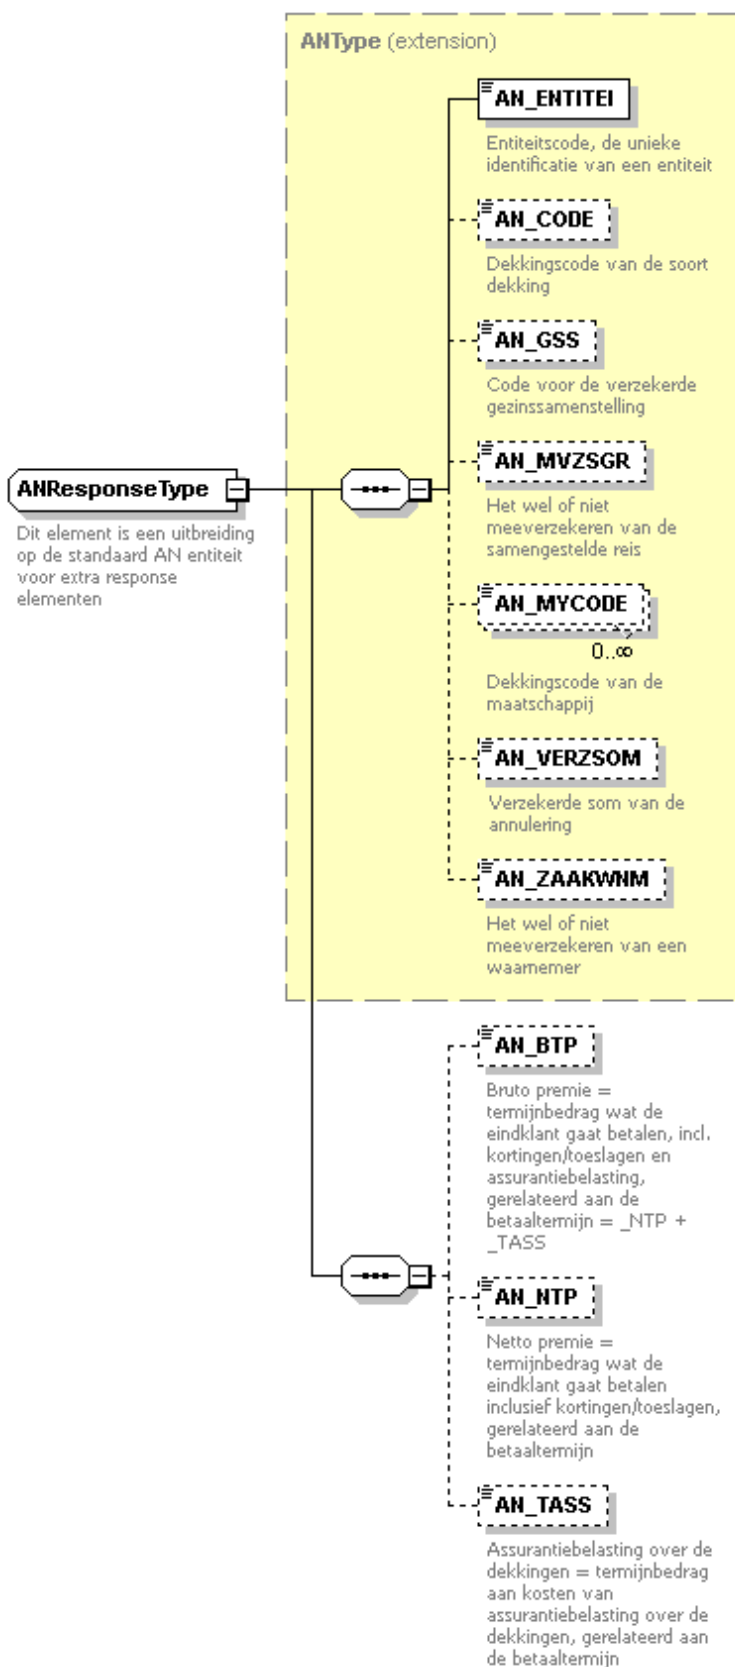 ANType (extension)
AN_ENTITEI
Entiteitscode, de unieke
identificatie van een entiteit
AN_CODE
Dekkingscode van de soort
dekking
AN_GSS
Code voor de verzekerde
gezinssamenstelling
ANResponseType
Dit element is een uitbreiding
op de standaard AN entiteit
voor extra response
elementen
AN_MVZSGR
Het wel of niet
meeverzekeren van de
samengestelde reis
AN_MYCODE
0..∞
Dekkingscode van de
maatschappij
AN_VERZSOM
Verzekerde som van de
annulering
AN_ZAAKWNM
Het wel of niet
meeverzekeren van een
waarnemer
AN_BTP
Bruto premie =
termijnbedrag wat de
eindklant gaat betalen, incl.
kortingen/toeslagen en
assurantiebelasting,
gerelateerd aan de
betaaltermijn = _NTP +
_TASS
AN_NTP
Netto premie =
termijnbedrag wat de
eindklant gaat betalen
inclusief kortingen/toeslagen,
gerelateerd aan de
betaaltermijn
AN_TASS
Assurantiebelasting over de
dekkingen = termijnbedrag
aan kosten van
assurantiebelasting over de
dekkingen, gerelateerd aan
de betaaltermijn